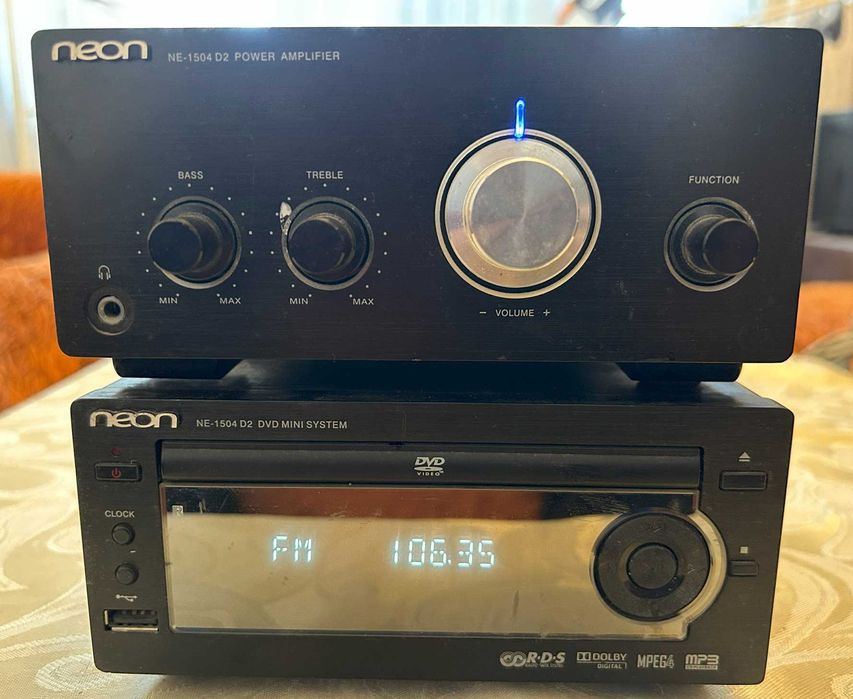 neon NE-1504 D2 POWER AMPLIFIER
BASS TREBLE FUNCTION
MIN MAX MIN MAX
- VOLUME +
neon NE-1504 D2 DVD MINI SYSTEM
DVD
VIDEO
CLOCK
FM 106.35
R·D·S DOLBY DIGITAL MPEG4 MP3